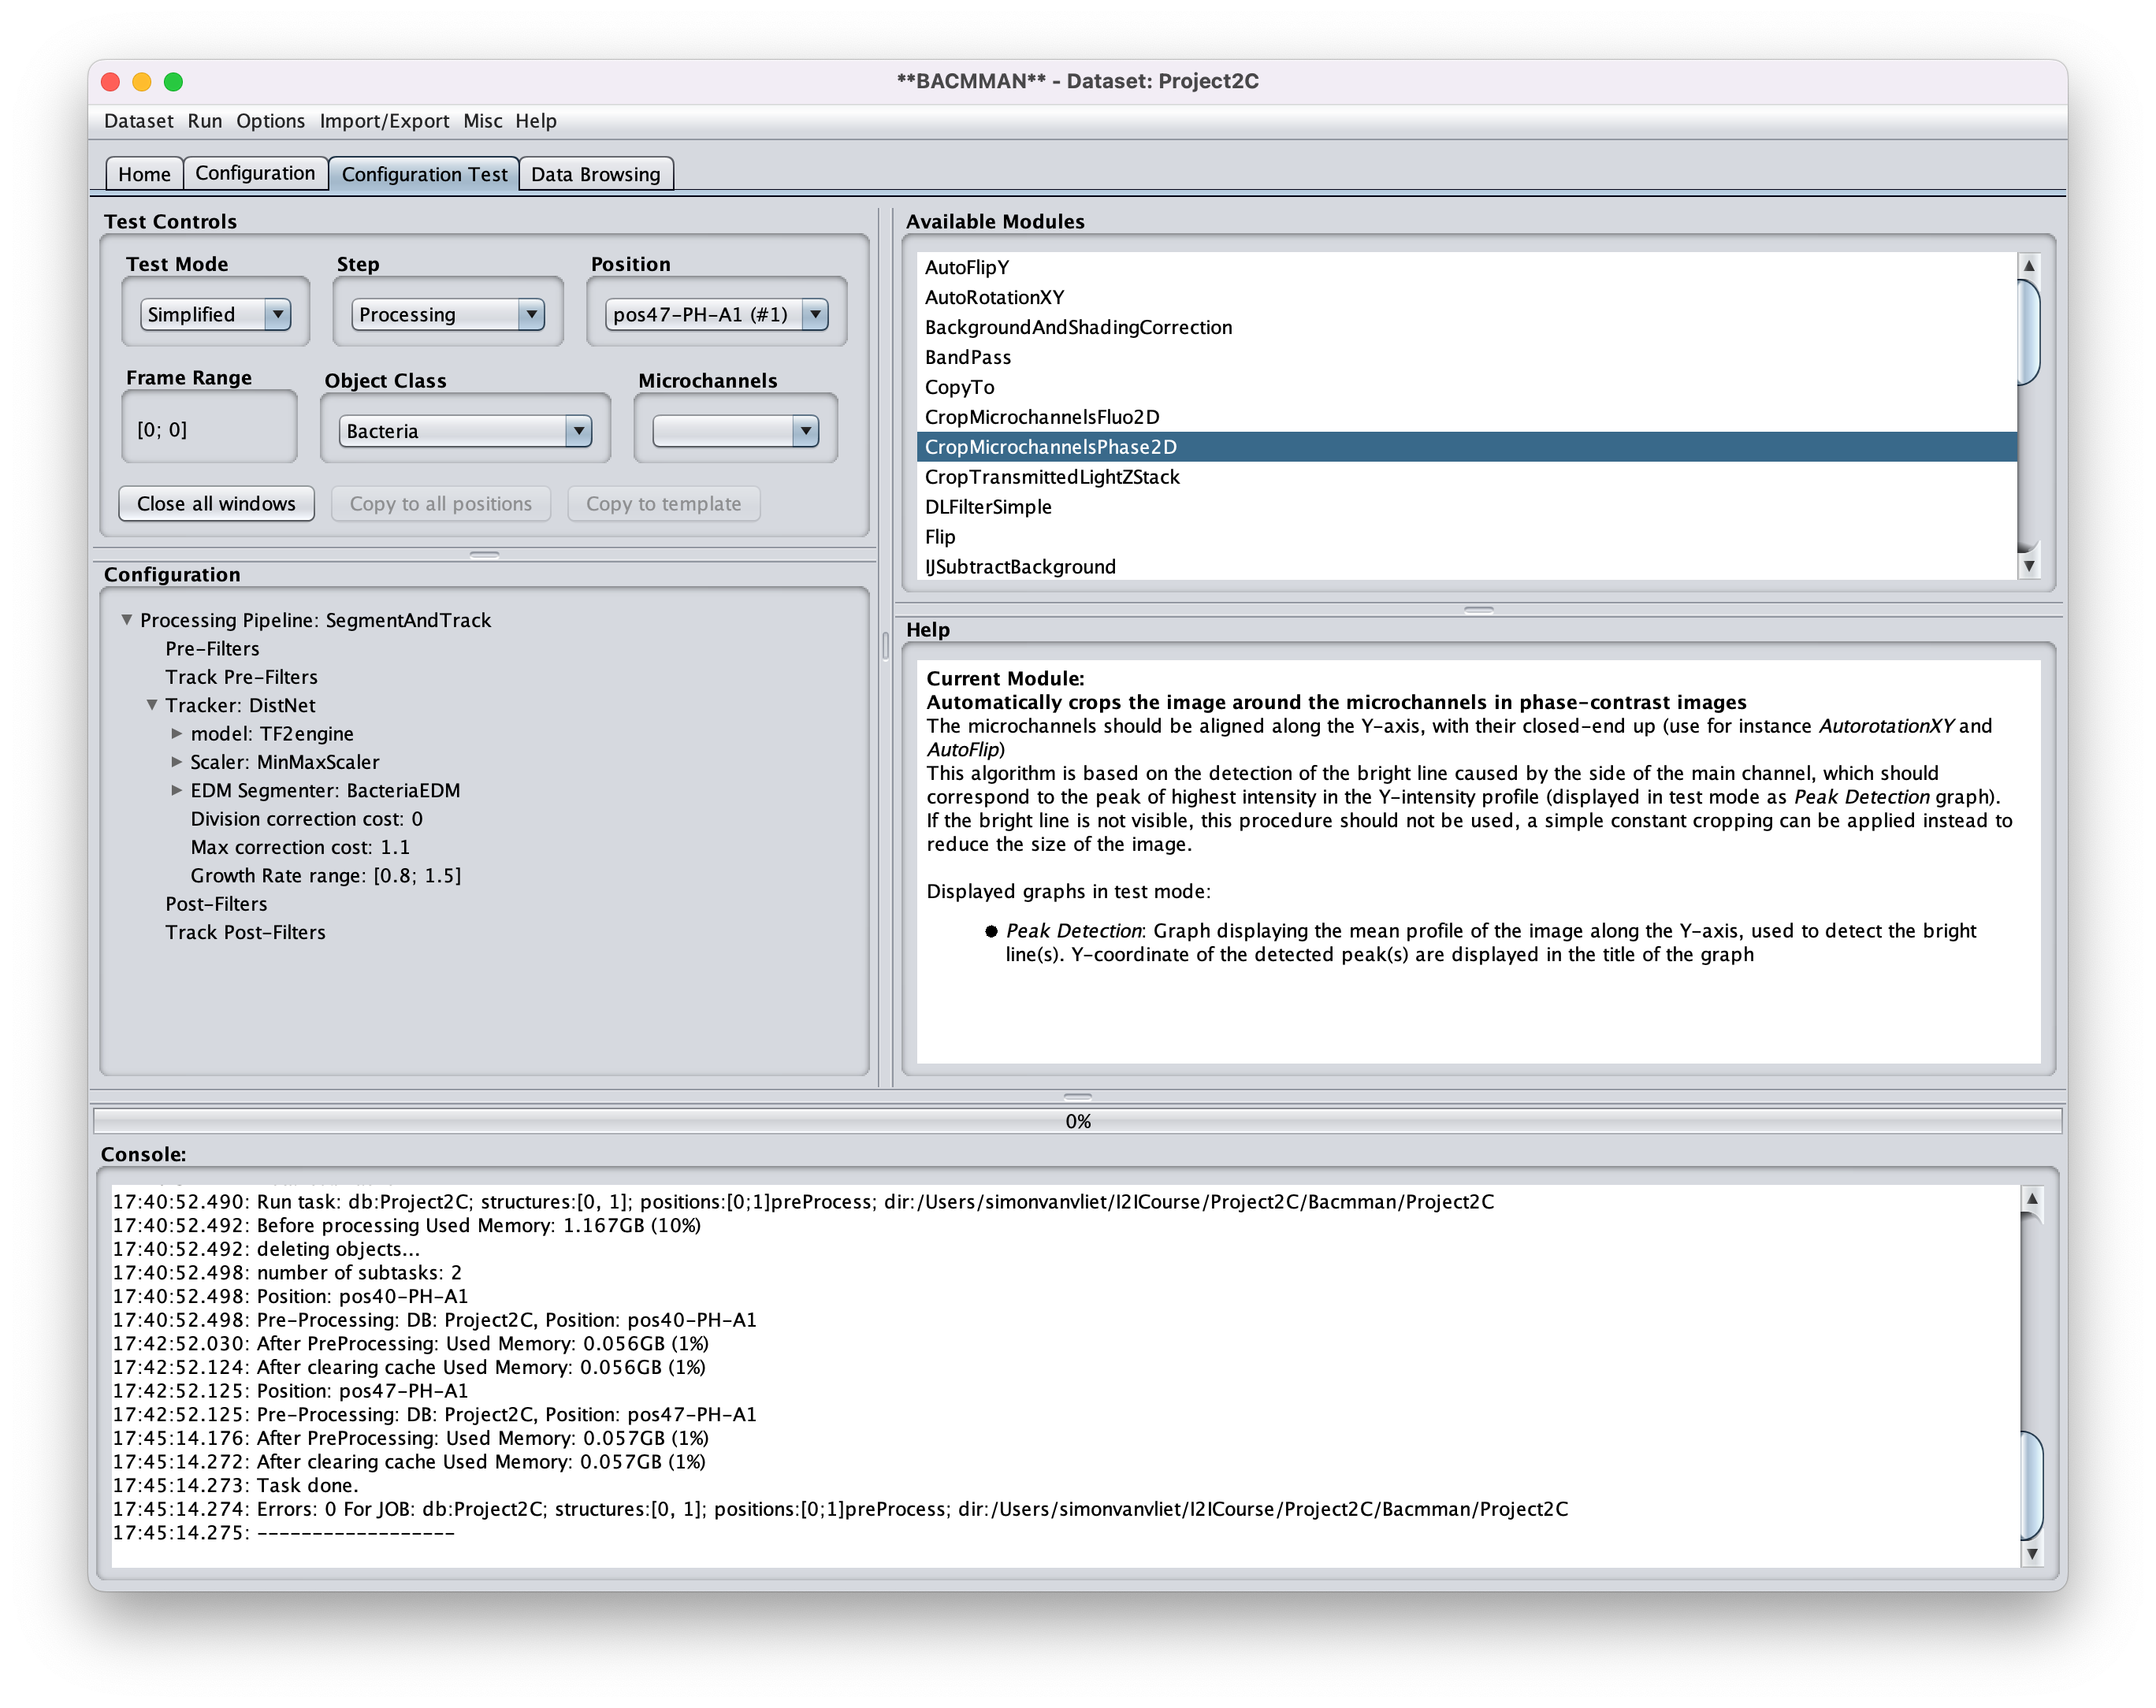 **BACMMAN** - Dataset: Project2C
Dataset Run Options Import/Export Misc Help
Home Configuration Configuration Test Data Browsing
Test Controls
Test Mode Step Position
Simplified Processing pos47-PH-A1 (#1)
Frame Range Object Class Microchannels
[0; 0] Bacteria
Close all windows Copy to all positions Copy to template
Configuration
Processing Pipeline: SegmentAndTrack
Pre-Filters
Track Pre-Filters
Tracker: DistNet
model: TF2engine
Scaler: MinMaxScaler
EDM Segmenter: BacteriaEDM
Division correction cost: 0
Max correction cost: 1.1
Growth Rate range: [0.8; 1.5]
Post-Filters
Track Post-Filters
Available Modules
AutoFlipY
AutoRotationXY
BackgroundAndShadingCorrection
BandPass
CopyTo
CropMicrochannelsFluo2D
CropMicrochannelsPhase2D
CropTransmittedLightZStack
DLFilterSimple
Flip
IJSubtractBackground
Help
Current Module:
Automatically crops the image around the microchannels in phase-contrast images
The microchannels should be aligned along the Y-axis, with their closed-end up (use for instance AutorotationXY and
AutoFlip)
This algorithm is based on the detection of the bright line caused by the side of the main channel, which should
correspond to the peak of highest intensity in the Y-intensity profile (displayed in test mode as Peak Detection graph).
If the bright line is not visible, this procedure should not be used, a simple constant cropping can be applied instead to
reduce the size of the image.
Displayed graphs in test mode:
● Peak Detection: Graph displaying the mean profile of the image along the Y-axis, used to detect the bright
line(s). Y-coordinate of the detected peak(s) are displayed in the title of the graph
0%
Console:
17:40:52.490: Run task: db:Project2C; structures:[0, 1]; positions:[0;1]preProcess; dir:/Users/simonvanvliet/I2ICourse/Project2C/Bacmman/Project2C
17:40:52.492: Before processing Used Memory: 1.167GB (10%)
17:40:52.492: deleting objects...
17:40:52.498: number of subtasks: 2
17:40:52.498: Position: pos40-PH-A1
17:40:52.498: Pre-Processing: DB: Project2C, Position: pos40-PH-A1
17:42:52.030: After PreProcessing: Used Memory: 0.056GB (1%)
17:42:52.124: After clearing cache Used Memory: 0.056GB (1%)
17:42:52.125: Position: pos47-PH-A1
17:42:52.125: Pre-Processing: DB: Project2C, Position: pos47-PH-A1
17:45:14.176: After PreProcessing: Used Memory: 0.057GB (1%)
17:45:14.272: After clearing cache Used Memory: 0.057GB (1%)
17:45:14.273: Task done.
17:45:14.274: Errors: 0 For JOB: db:Project2C; structures:[0, 1]; positions:[0;1]preProcess; dir:/Users/simonvanvliet/I2ICourse/Project2C/Bacmman/Project2C
17:45:14.275: ------------------